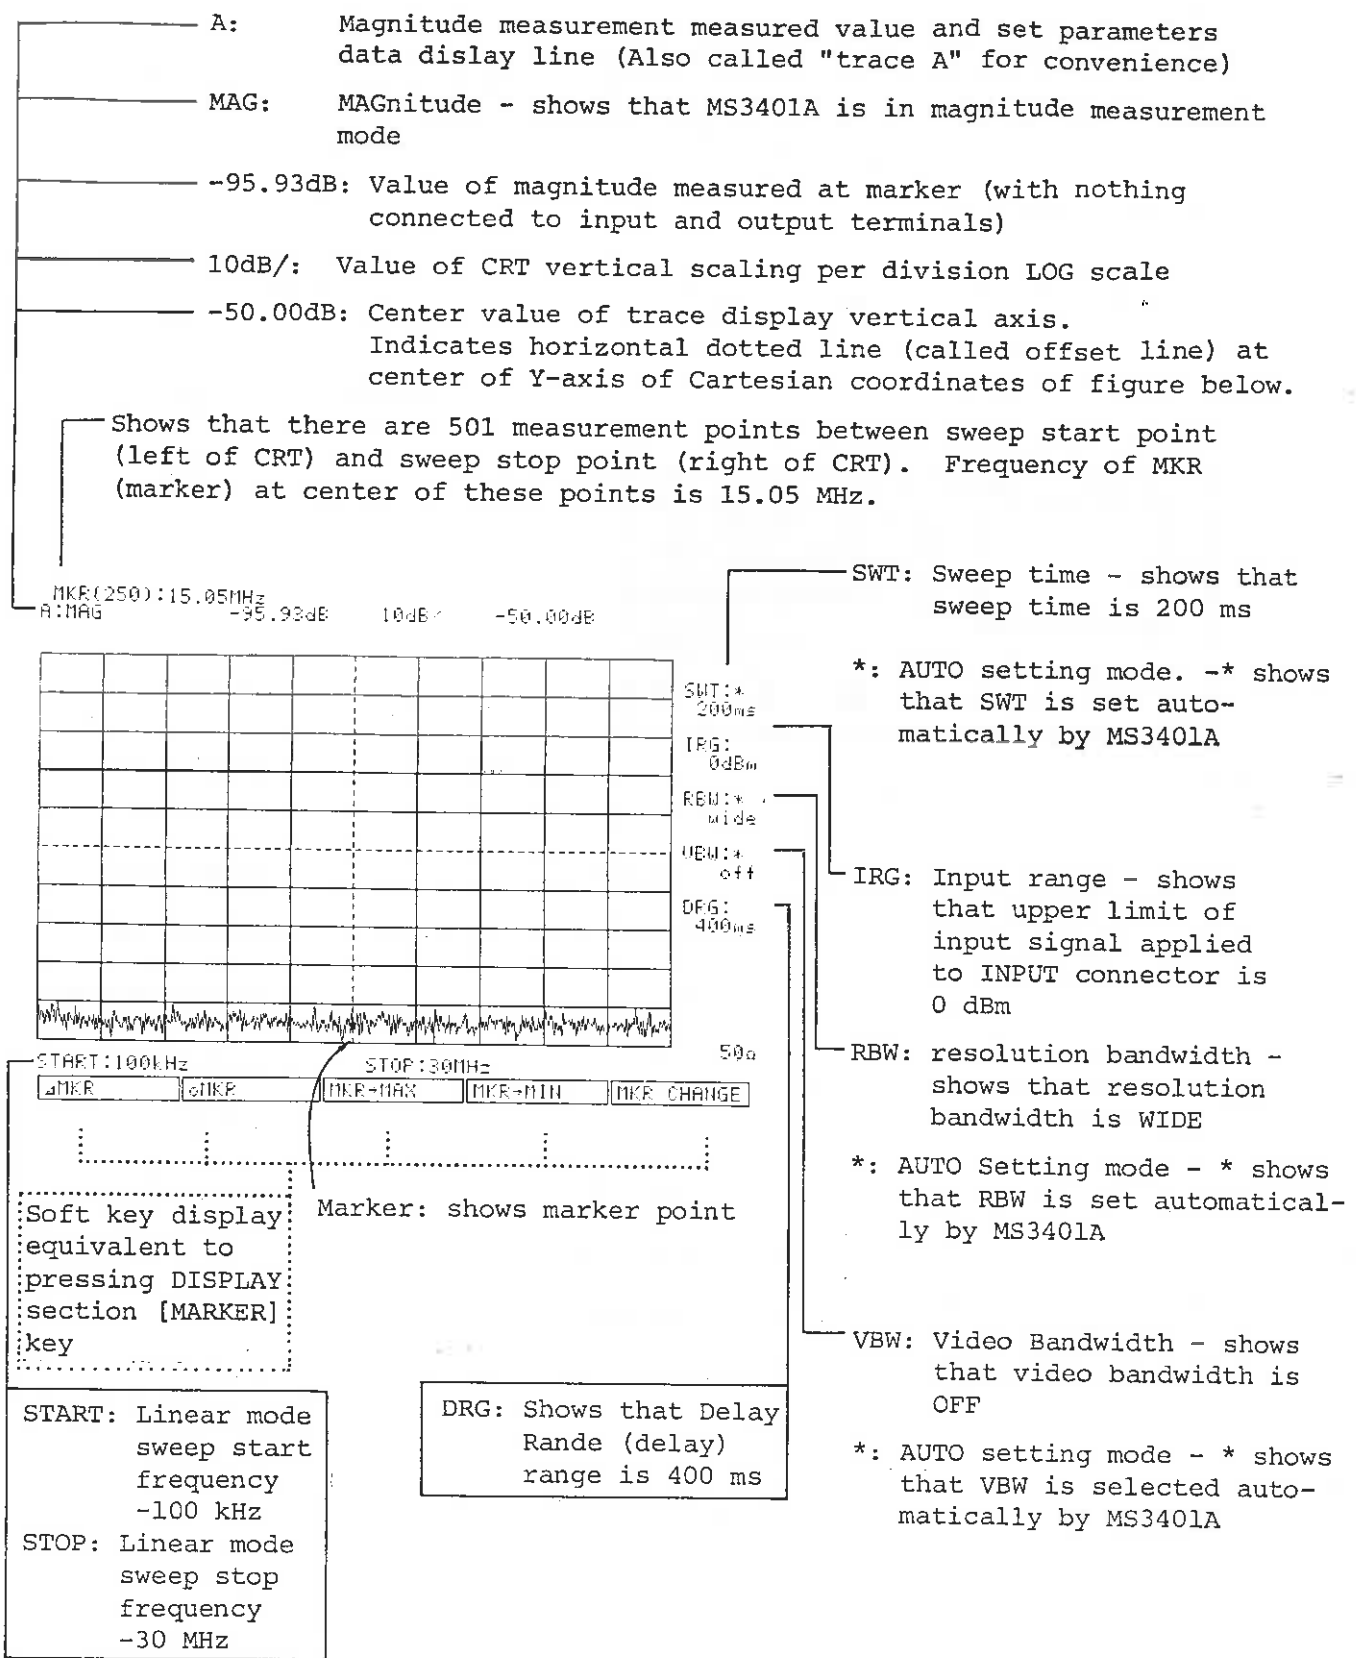 A: Magnitude measurement measured value and set parameters
data dislay line (Also called "trace A" for convenience)
MAG: MAGnitude - shows that MS3401A is in magnitude measurement
mode
-95.93dB: Value of magnitude measured at marker (with nothing
connected to input and output terminals)
10dB/: Value of CRT vertical scaling per division LOG scale
-50.00dB: Center value of trace display vertical axis.
Indicates horizontal dotted line (called offset line) at
center of Y-axis of Cartesian coordinates of figure below.
Shows that there are 501 measurement points between sweep start point
(left of CRT) and sweep stop point (right of CRT). Frequency of MKR
(marker) at center of these points is 15.05 MHz.
MKR(250):15.05MHz
A:MAG -95.93dB 10dB/ -50.00dB
SWT:*
200ms
IRG:
0dBm
RBW:*
wide
VBW:*
off
DRG:
400ms
50Ω
START:100kHz STOP:30MHz
⊿MKR ◇MKR MKR→MAX MKR→MIN MKR CHANGE
Soft key display
equivalent to
pressing DISPLAY
section [MARKER]
key
Marker: shows marker point
START: Linear mode
sweep start
frequency
-100 kHz
STOP: Linear mode
sweep stop
frequency
-30 MHz
DRG: Shows that Delay
Rande (delay)
range is 400 ms
SWT: Sweep time - shows that
sweep time is 200 ms
*: AUTO setting mode. -* shows
that SWT is set auto-
matically by MS3401A
IRG: Input range - shows
that upper limit of
input signal applied
to INPUT connector is
0 dBm
RBW: resolution bandwidth -
shows that resolution
bandwidth is WIDE
*: AUTO Setting mode - * shows
that RBW is set automatical-
ly by MS3401A
VBW: Video Bandwidth - shows
that video bandwidth is
OFF
*: AUTO setting mode - * shows
that VBW is selected auto-
matically by MS3401A